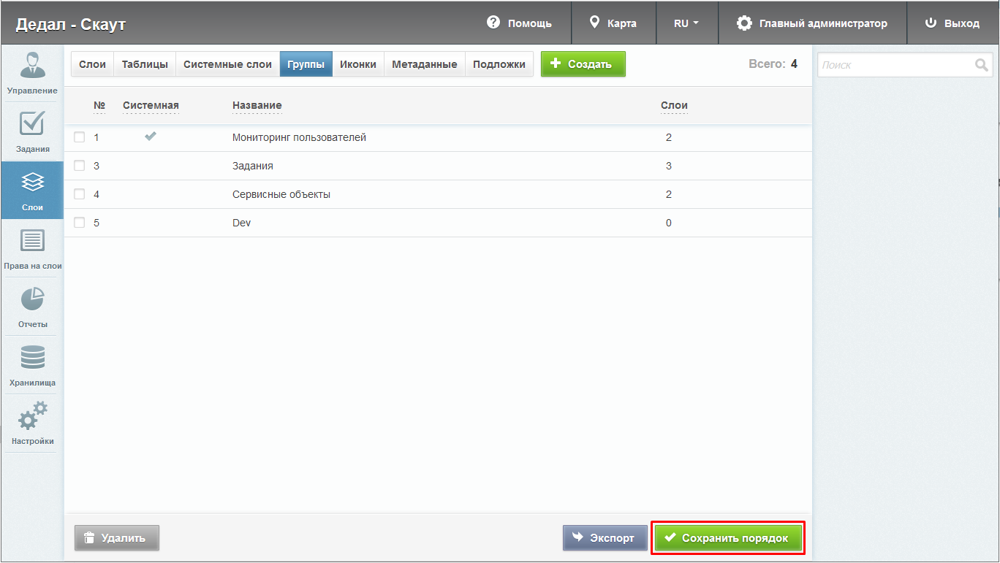 Дедал - Скаут
Помощь
Карта
RU
Главный администратор
Выход
Управление
Задания
Слои
Права на слои
Отчеты
Хранилища
Настройки
Слои Таблицы Системные слои Группы Иконки Метаданные Подложки Создать Всего: 4
Поиск
№ Системная Название Слои
1 Мониторинг пользователей 2
3 Задания 3
4 Сервисные объекты 2
5 Dev 0
Удалить Экспорт Сохранить порядок